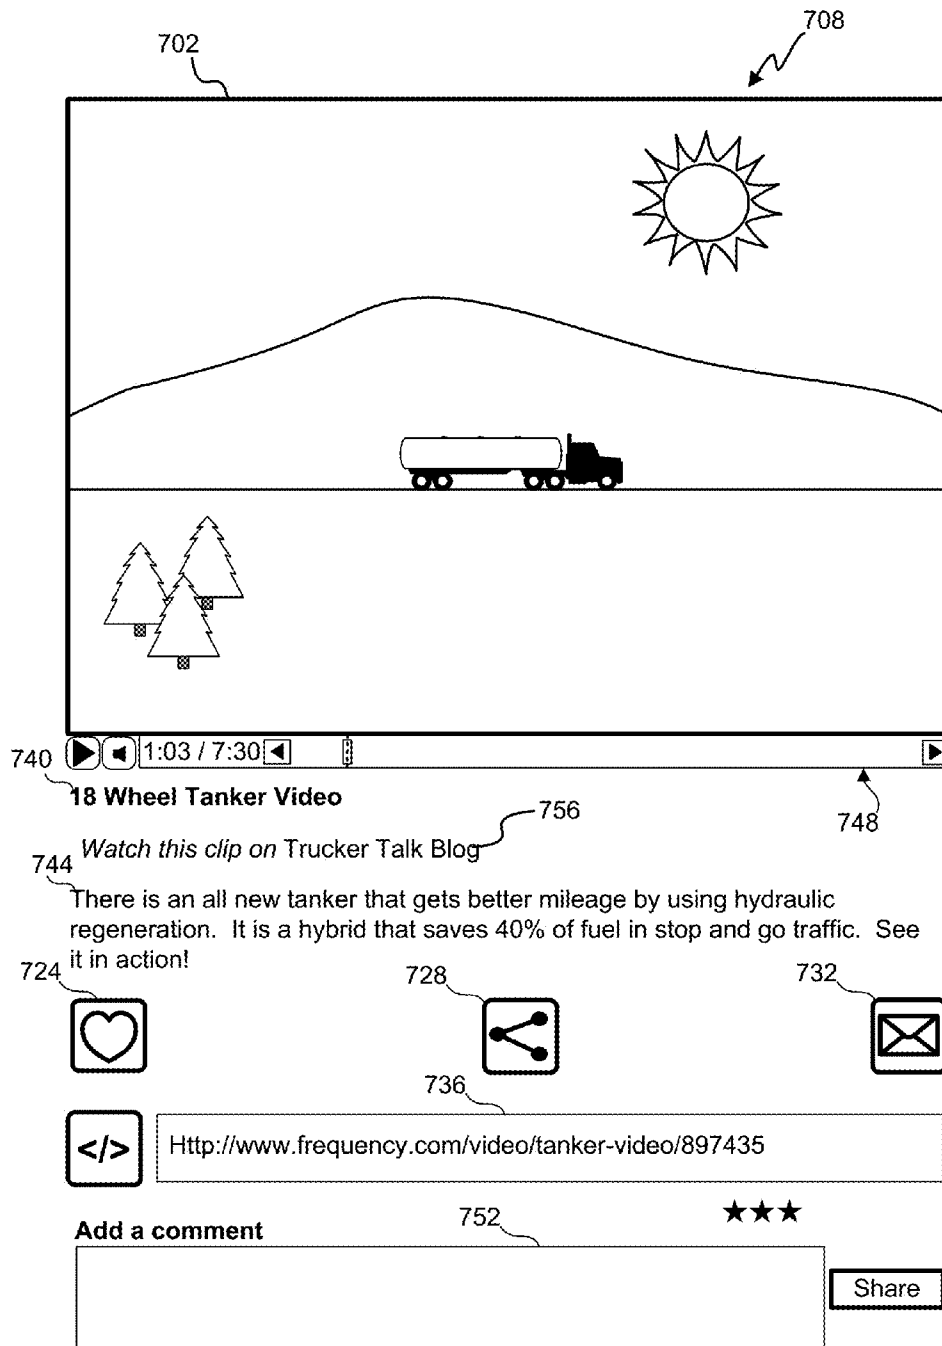 702
708
1:03 / 7:30
740
18 Wheel Tanker Video
756
748
Watch this clip on Trucker Talk Blog
744
There is an all new tanker that gets better mileage by using hydraulic
regeneration.  It is a hybrid that saves 40% of fuel in stop and go traffic.  See
it in action!
724
728
732
736
</>
Http://www.frequency.com/video/tanker-video/897435
★★★
Add a comment
752
Share